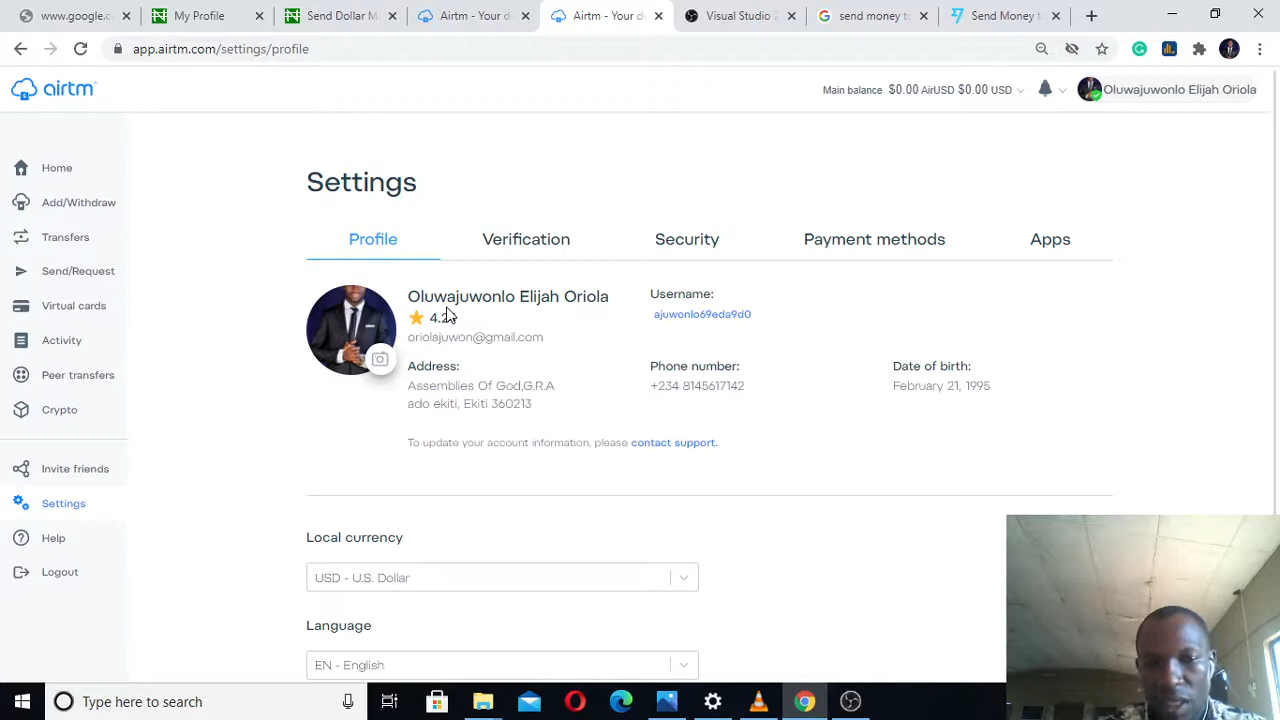 www.google.c
My Profile
Send Dollar M
Airtm - Your d
Airtm - Your d
Visual Studio 2
send money to
Send Money to
app.airtm.com/settings/profile
airtm
Main balance $0.00 AirUSD $0.00 USD
Oluwajuwonlo Elijah Oriola
Home
Add/Withdraw
Transfers
Send/Request
Virtual cards
Activity
Peer transfers
Crypto
Invite friends
Settings
Help
Logout
Settings
Profile
Verification
Security
Payment methods
Apps
Oluwajuwonlo Elijah Oriola
oriolajuwon@gmail.com
Username:
ajuwonlo69eda9d0
Address:
Assemblies Of God,G.R.A
ado ekiti, Ekiti 360213
Phone number:
+234 8145617142
Date of birth:
February 21, 1995
To update your account information, please contact support.
Local currency
USD - U.S. Dollar
Language
EN - English
Type here to search